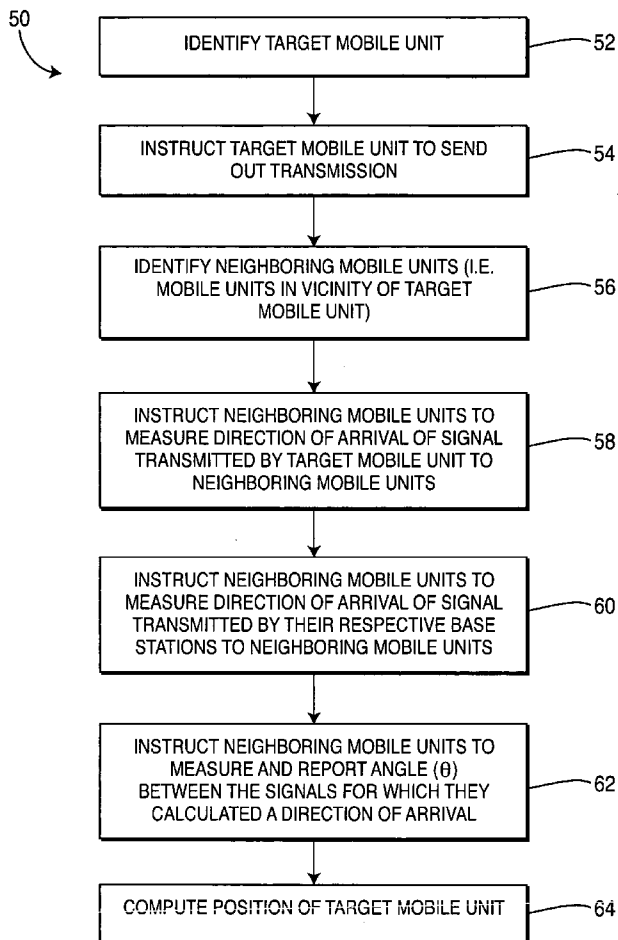 50
IDENTIFY TARGET MOBILE UNIT
52
INSTRUCT TARGET MOBILE UNIT TO SEND
OUT TRANSMISSION
54
IDENTIFY NEIGHBORING MOBILE UNITS (I.E.
MOBILE UNITS IN VICINITY OF TARGET
MOBILE UNIT)
56
INSTRUCT NEIGHBORING MOBILE UNITS TO
MEASURE DIRECTION OF ARRIVAL OF SIGNAL
TRANSMITTED BY TARGET MOBILE UNIT TO
NEIGHBORING MOBILE UNITS
58
INSTRUCT NEIGHBORING MOBILE UNITS TO
MEASURE DIRECTION OF ARRIVAL OF SIGNAL
TRANSMITTED BY THEIR RESPECTIVE BASE
STATIONS TO NEIGHBORING MOBILE UNITS
60
INSTRUCT NEIGHBORING MOBILE UNITS TO
MEASURE AND REPORT ANGLE (θ)
BETWEEN THE SIGNALS FOR WHICH THEY
CALCULATED A DIRECTION OF ARRIVAL
62
COMPUTE POSITION OF TARGET MOBILE UNIT
64